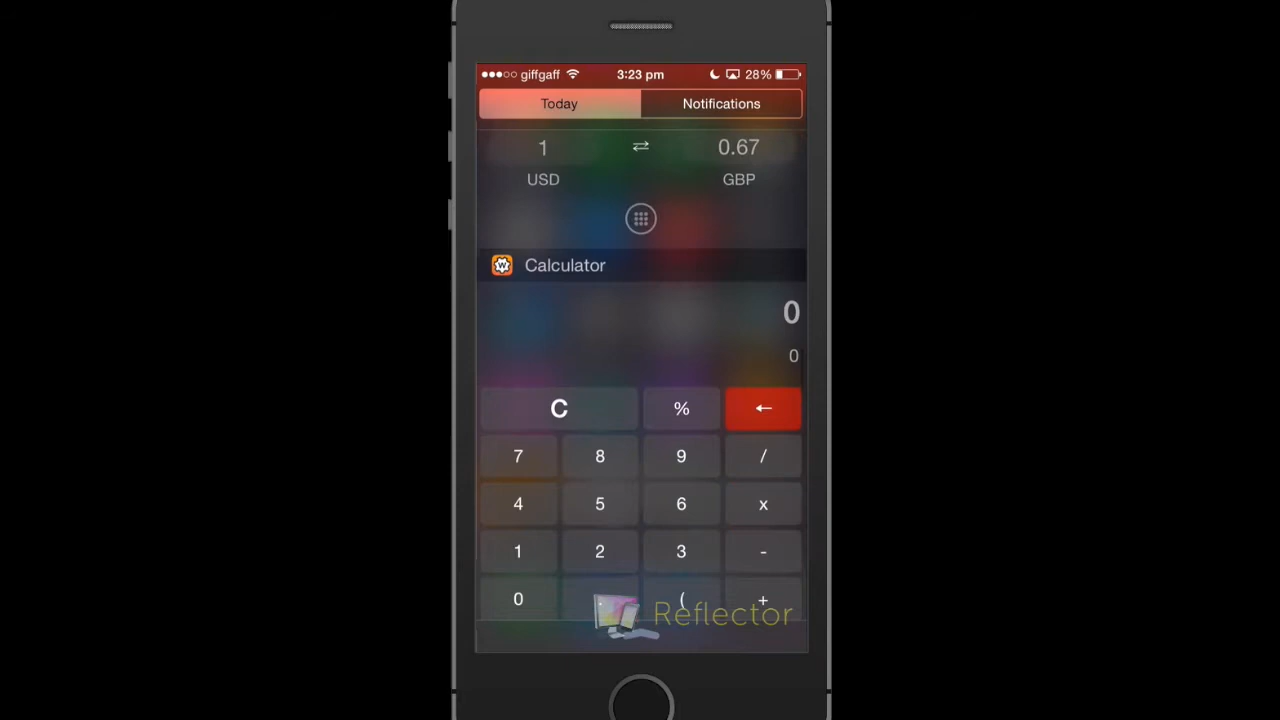 giffgaff 3:23 pm 28%
Today Notifications
1 ⇄ 0.67
USD GBP
W Calculator
0
0
C % ←
7 8 9 /
4 5 6 x
1 2 3 -
0 . ( +
Reflector